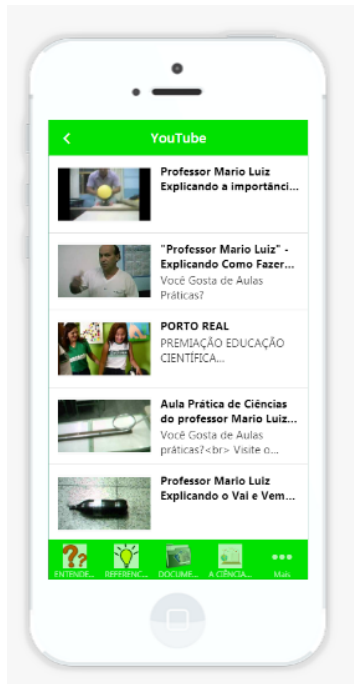 YouTube
Professor Mario Luiz
Explicando a importânci...
"Professor Mario Luiz" -
Explicando Como Fazer...
Você Gosta de Aulas
Práticas?
PORTO REAL
PREMIAÇÃO EDUCAÇÃO
CIENTÍFICA...
Aula Prática de Ciências
do professor Mario Luiz...
Você Gosta de Aulas
práticas?<br> Visite o...
Professor Mario Luiz
Explicando o Vai e Vem...
??
ENTENDE... REFERENC... DOCUME... A CIÊNCIA... Mais